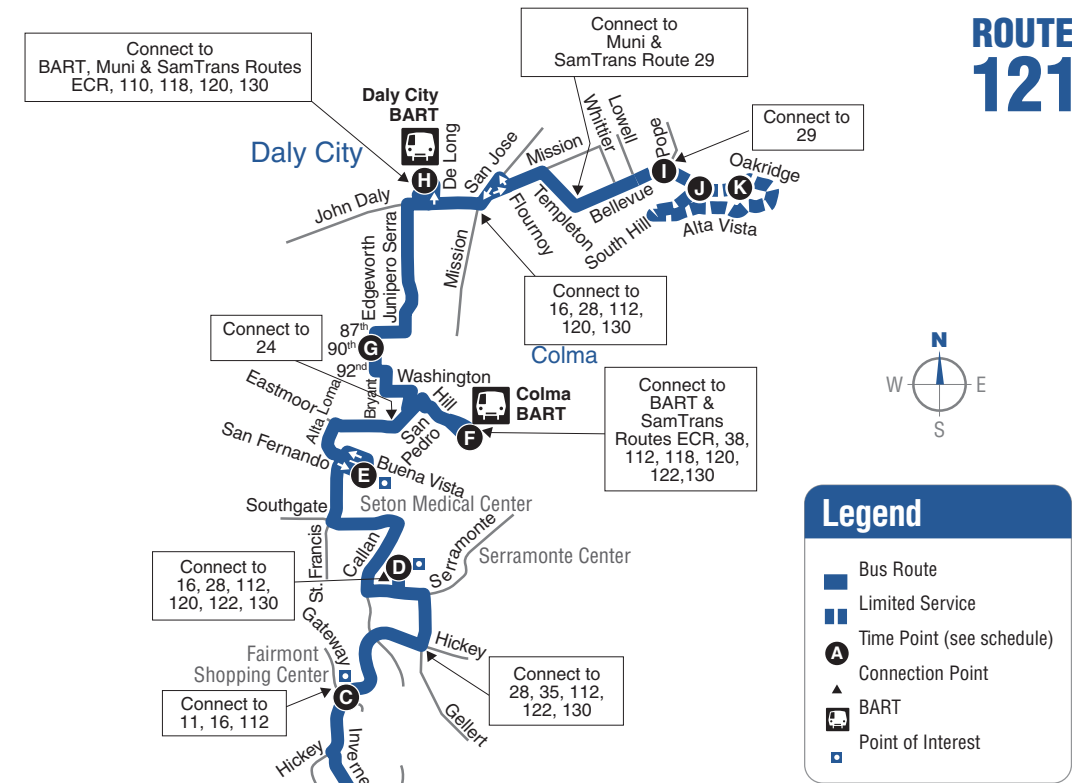 ROUTE
121
Connect to
BART, Muni & SamTrans Routes
ECR, 110, 118, 120, 130
Connect to
Muni &
SamTrans Route 29
Connect to
29
Daly City
BART
Daly City
H
De Long
San Jose
Mission
Whittier
Lowell
Pope
I
J
K
Oakridge
John Daly
Flournoy
Templeton
Bellevue
South Hill
Alta Vista
Mission
Edgeworth
Junipero Serra
Connect to
16, 28, 112,
120, 130
Colma
Connect to
24
87th
90th
G
92nd
Washington
Hill
Colma
BART
Bryant
Eastmoor
Alta Loma
San
Pedro
F
Connect to
BART &
SamTrans
Routes ECR, 38,
112, 118, 120,
122,130
San Fernando
E
Buena Vista
Seton Medical Center
Southgate
St. Francis
Callan
D
Serramonte
Serramonte Center
Connect to
16, 28, 112,
120, 122, 130
Gateway
Hickey
Fairmont
Shopping Center
C
Connect to
11, 16, 112
Connect to
28, 35, 112,
122, 130
Gellert
Hickey
Inverne
N
W
E
S
Legend
Bus Route
Limited Service
A
Time Point (see schedule)
Connection Point
BART
Point of Interest